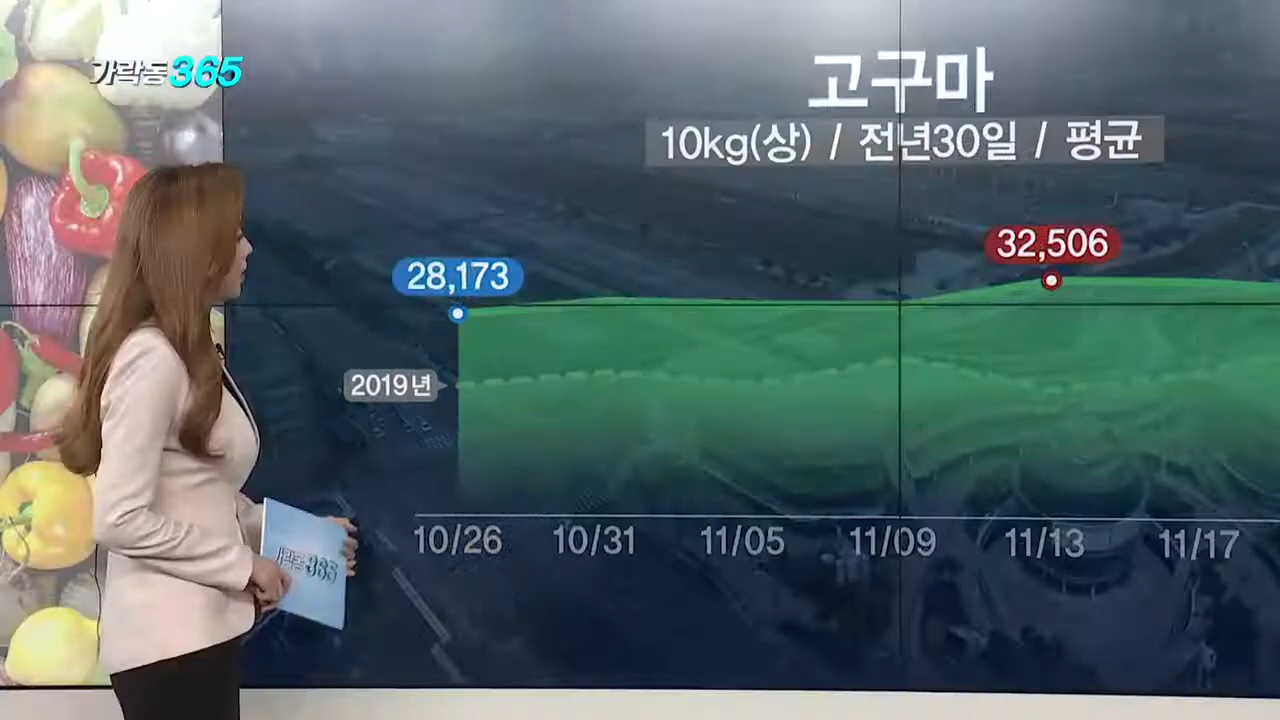 가락동365
고구마
10kg(상) / 전년30일 / 평균
32,506
28,173
2019년
10/26 10/31 11/05 11/09 11/13 11/17
가락동365